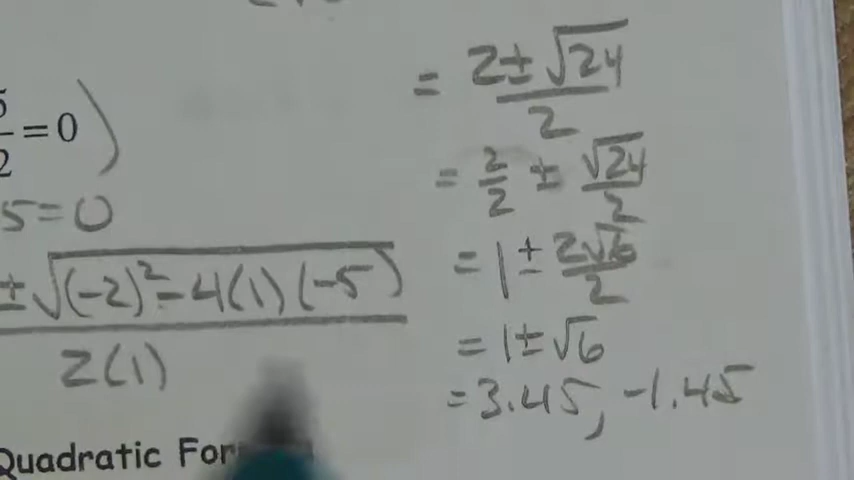 5/2 = 0)
5 = 0
± √((-2)² - 4(1)(-5))
2(1)
= (2 ± √24)/2
= 2/2 ± √24/2
= 1 ± 2√6/2
= 1 ± √6
= 3.45, -1.45
Quadratic